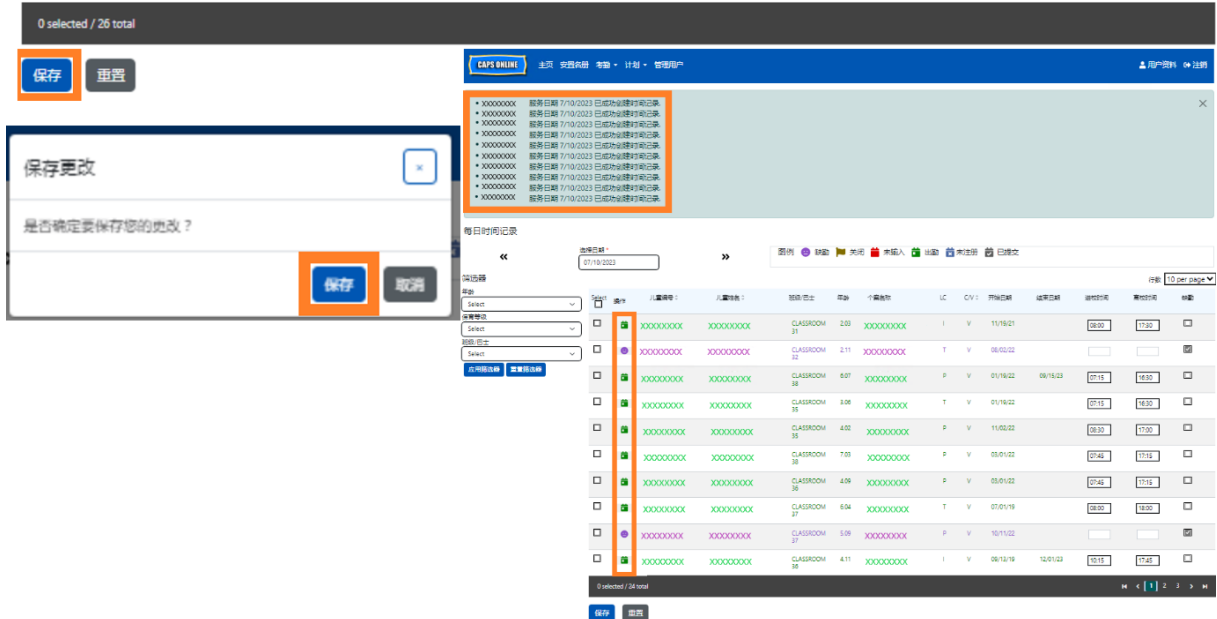 0 selected / 26 total
保存 重置
保存更改
×
是否确定要保存您的更改？
保存 取消
CAPS ONLINE 主页 考勤 计划 管理用户 用户资料 注销
• XXXXXXXX 服务日期 7/10/2023 已成功创建时间记录.
• XXXXXXXX 服务日期 7/10/2023 已成功创建时间记录.
• XXXXXXXX 服务日期 7/10/2023 已成功创建时间记录.
• XXXXXXXX 服务日期 7/10/2023 已成功创建时间记录.
• XXXXXXXX 服务日期 7/10/2023 已成功创建时间记录.
• XXXXXXXX 服务日期 7/10/2023 已成功创建时间记录.
• XXXXXXXX 服务日期 7/10/2023 已成功创建时间记录.
• XXXXXXXX 服务日期 7/10/2023 已成功创建时间记录.
• XXXXXXXX 服务日期 7/10/2023 已成功创建时间记录.
• XXXXXXXX 服务日期 7/10/2023 已成功创建时间记录.
×
每日时间记录
选择日期 *
« 07/10/2023 »
图例 缺勤 关闭 未输入 出勤 未注册 已提交
行数 10 per page
筛选器
年龄
Select
保育等级
Select
班级/巴士
Select
应用筛选器 重置筛选器
Select 操作 儿童编号 儿童姓名 班级/巴士 年龄 个案名称 LC C/V 开始日期 结束日期 缺勤
XXXXXXXX XXXXXXXX CLASSROOM 31 2.03 XXXXXXXX I V 11/19/21 08:00 17:30
XXXXXXXX XXXXXXXX CLASSROOM 32 2.11 XXXXXXXX T V 08/02/22
XXXXXXXX XXXXXXXX CLASSROOM 38 6.07 XXXXXXXX P V 01/19/22 09/15/23 07:15 16:30
XXXXXXXX XXXXXXXX CLASSROOM 35 3.06 XXXXXXXX T V 01/19/22 07:15 16:30
XXXXXXXX XXXXXXXX CLASSROOM 35 4.02 XXXXXXXX P V 11/02/22 08:30 17:00
XXXXXXXX XXXXXXXX CLASSROOM 38 7.03 XXXXXXXX P V 03/01/22 07:45 17:15
XXXXXXXX XXXXXXXX CLASSROOM 36 4.09 XXXXXXXX P V 03/01/22 07:45 17:15
XXXXXXXX XXXXXXXX CLASSROOM 37 6.04 XXXXXXXX T V 07/01/19 08:00 18:00
XXXXXXXX XXXXXXXX CLASSROOM 37 5.09 XXXXXXXX P V 10/11/22
XXXXXXXX XXXXXXXX CLASSROOM 36 4.11 XXXXXXXX I V 09/13/19 12/01/23 10:15 17:45
0 selected / 24 total 1 2 3
保存 重置